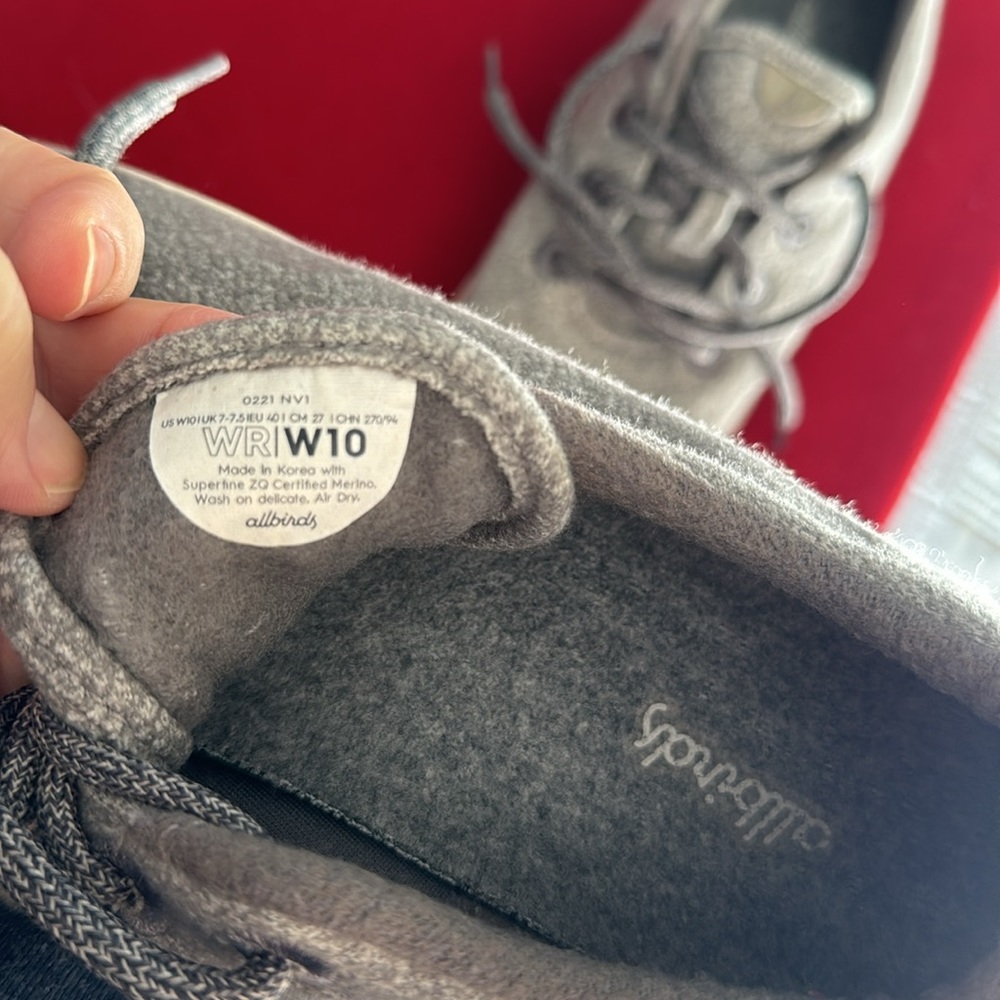 0221 NV1
US W10 | UK 7-7.5 | EU 40 | CM 27 | CHN 270/94
WR|W10
Made in Korea with
Superfine ZQ Certified Merino.
Wash on delicate, Air Dry.
allbirds
allbirds